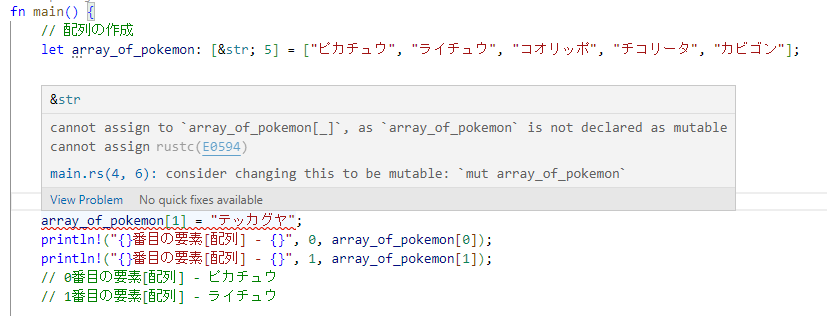 fn main() {
// 配列の作成
let array_of_pokemon: [&str; 5] = ["ピカチュウ", "ライチュウ", "コオリッポ", "チコリータ", "カビゴン"];
&str
cannot assign to `array_of_pokemon[_]`, as `array_of_pokemon` is not declared as mutable
cannot assign rustc(E0594)
main.rs(4, 6): consider changing this to be mutable: `mut array_of_pokemon`
View Problem No quick fixes available
array_of_pokemon[1] = "テッカグヤ";
println!("{}番目の要素[配列] - {}", 0, array_of_pokemon[0]);
println!("{}番目の要素[配列] - {}", 1, array_of_pokemon[1]);
// 0番目の要素[配列] - ピカチュウ
// 1番目の要素[配列] - ライチュウ